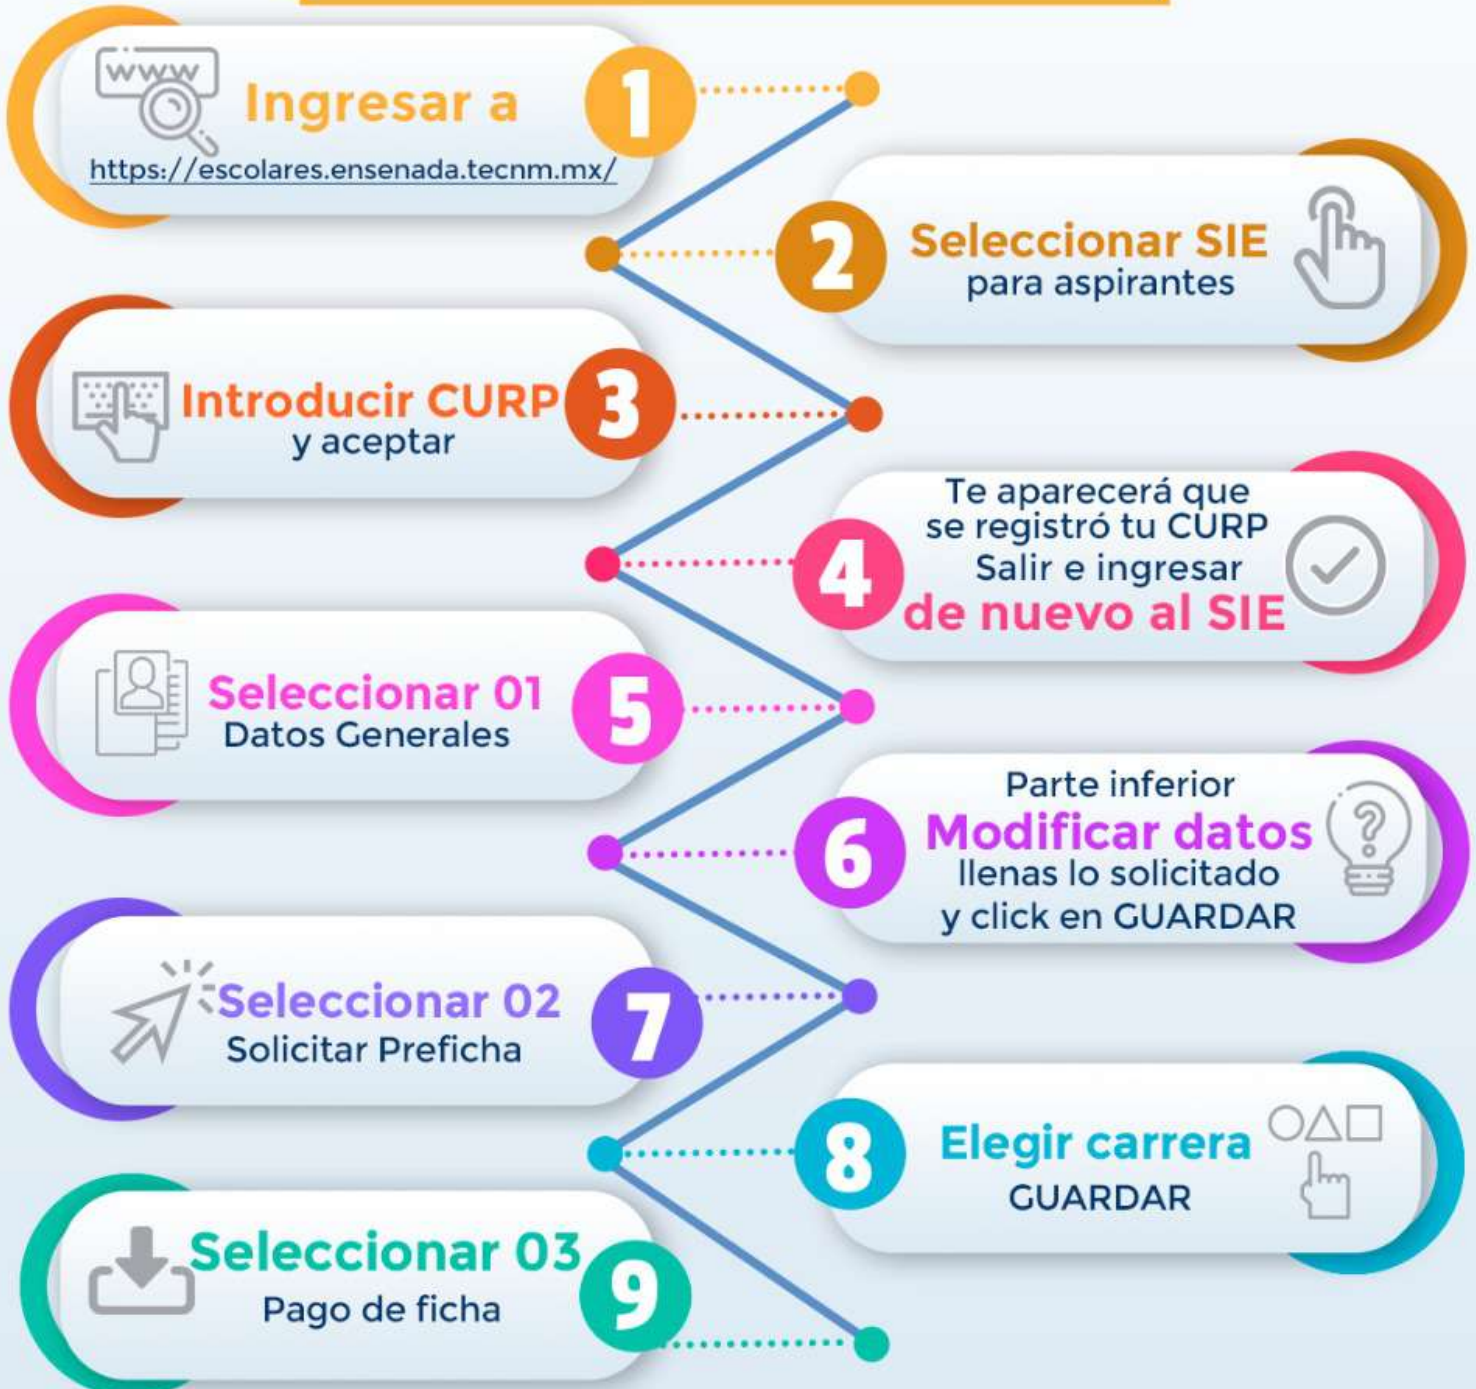 www
Ingresar a
1
https://escolares.ensenada.tecnm.mx/
2
Seleccionar SIE
para aspirantes
Introducir CURP
3
y aceptar
Te aparecerá que
se registró tu CURP
Salir e ingresar
4
de nuevo al SIE
Seleccionar 01
5
Datos Generales
Parte inferior
6
Modificar datos
?
llenas lo solicitado
y click en GUARDAR
Seleccionar 02
7
Solicitar Preficha
8
Elegir carrera
GUARDAR
Seleccionar 03
9
Pago de ficha